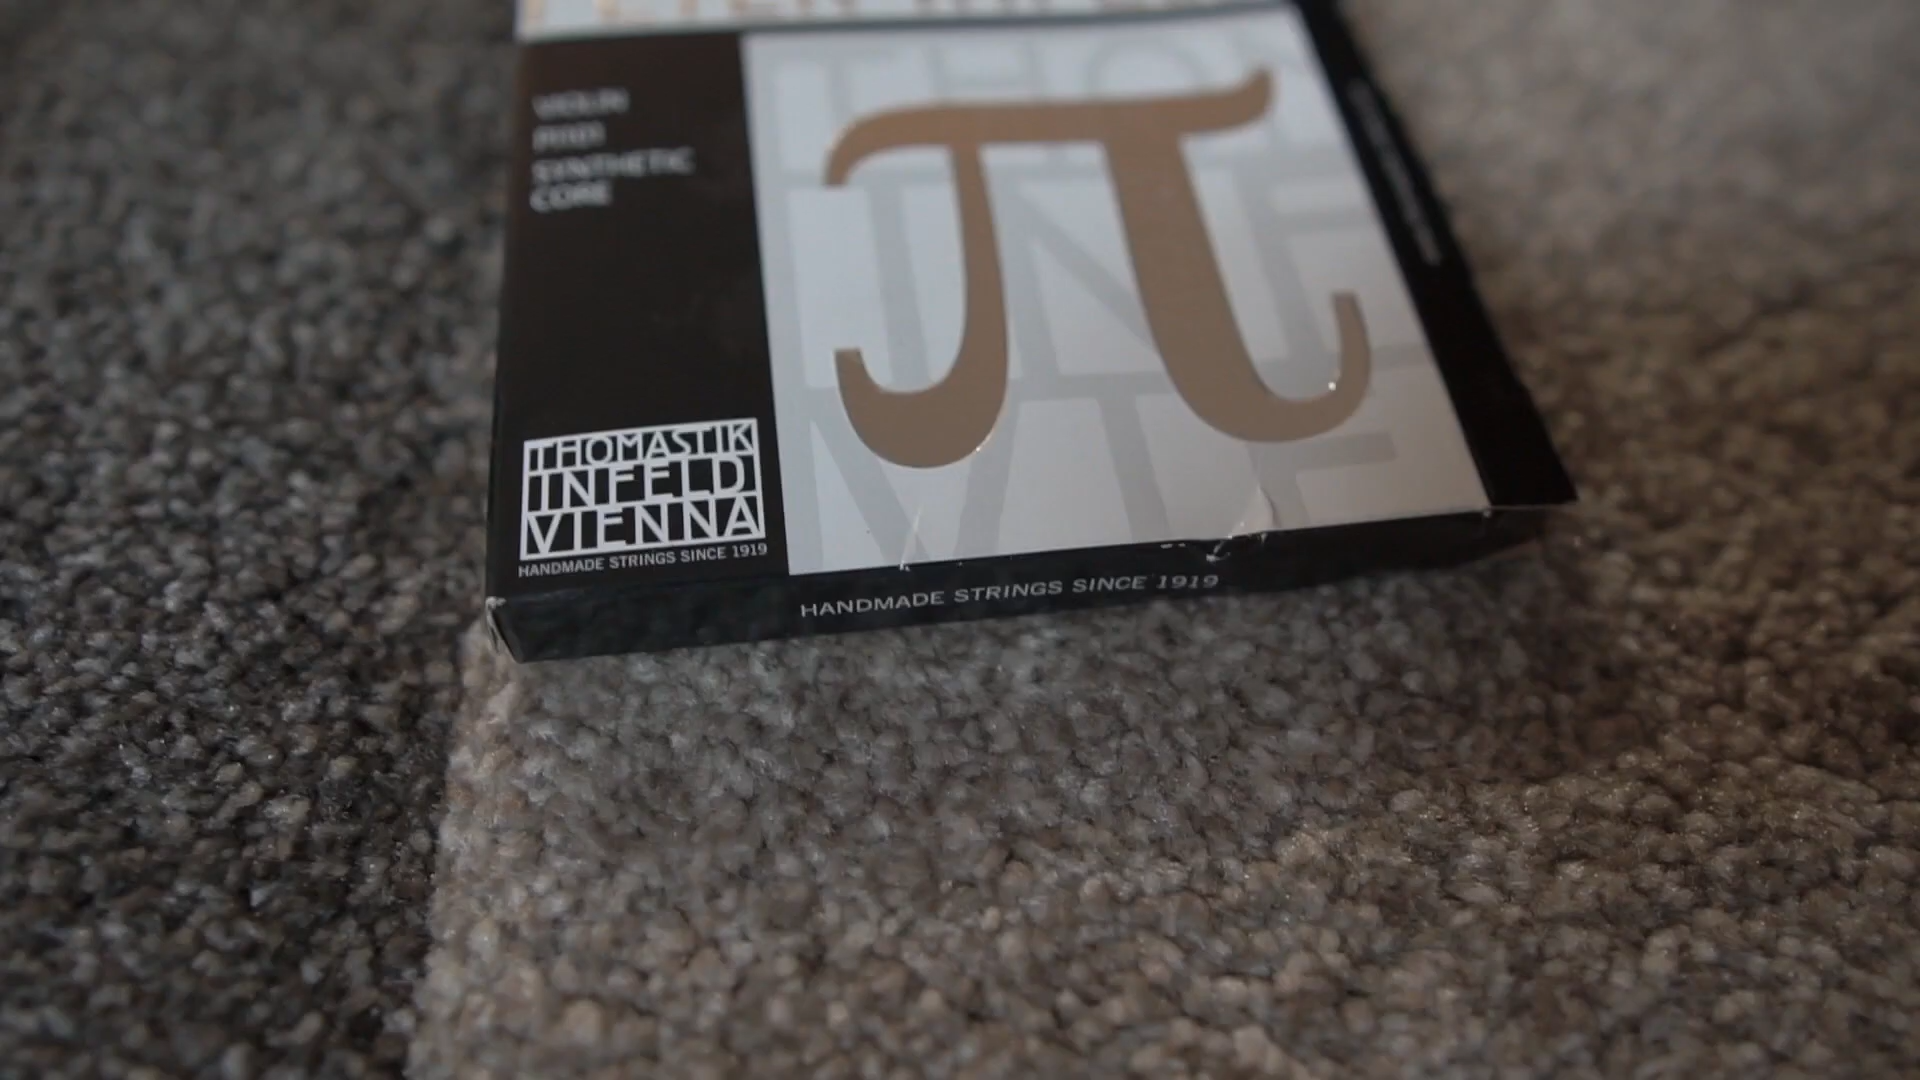 VIOLIN
PI101
SYNTHETIC
CORE
π
THOMASTIK
INFELD
VIENNA
HANDMADE STRINGS SINCE 1919
HANDMADE STRINGS SINCE 1919